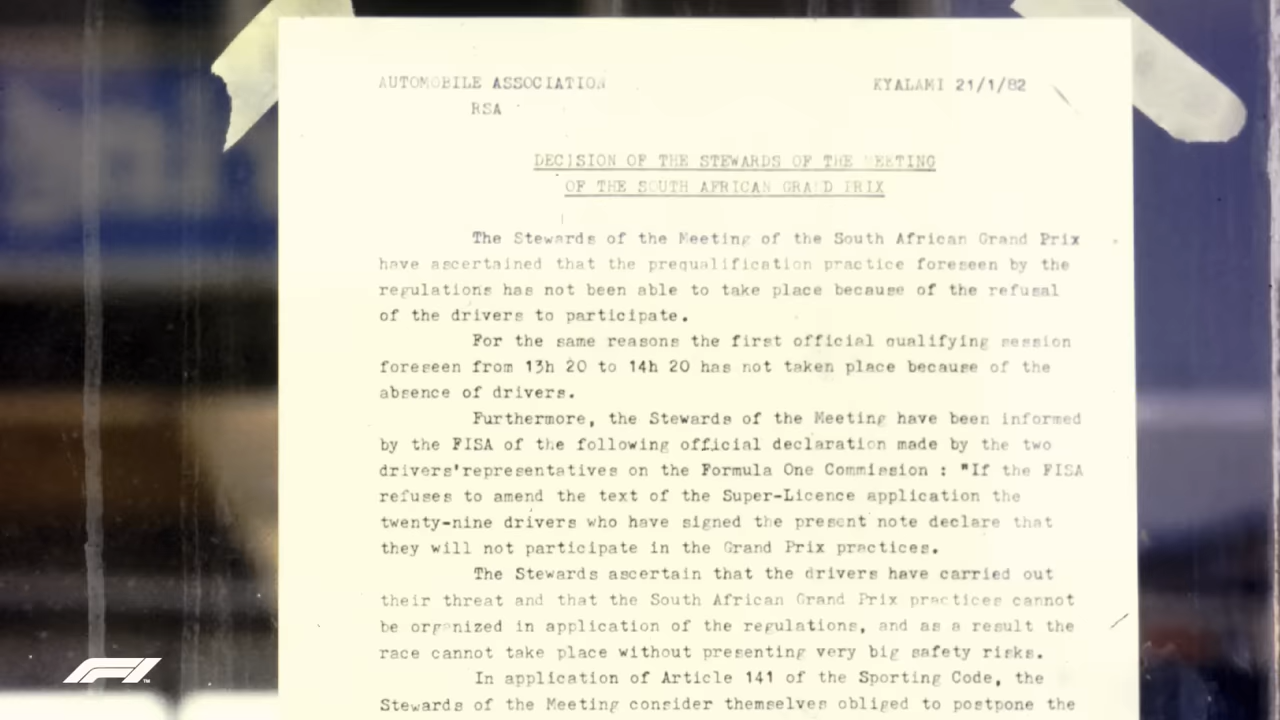 AUTOMOBILE ASSOCIATION KYALAMI 21/1/82
RSA
DECISION OF THE STEWARDS OF THE MEETING
OF THE SOUTH AFRICAN GRAND PRIX
The Stewards of the Meeting of the South African Grand Prix
have ascertained that the prequalification practice foreseen by the
regulations has not been able to take place because of the refusal
of the drivers to participate.
For the same reasons the first official qualifying session
foreseen from 13h 20 to 14h 20 has not taken place because of the
absence of drivers.
Furthermore, the Stewards of the Meeting have been informed
by the FISA of the following official declaration made by the two
drivers'representatives on the Formula One Commission : "If the FISA
refuses to amend the text of the Super-Licence application the
twenty-nine drivers who have signed the present note declare that
they will not participate in the Grand Prix practices.
The Stewards ascertain that the drivers have carried out
their threat and that the South African Grand Prix practices cannot
be organized in application of the regulations, and as a result the
race cannot take place without presenting very big safety risks.
In application of Article 141 of the Sporting Code, the
Stewards of the Meeting consider themselves obliged to postpone the
F1